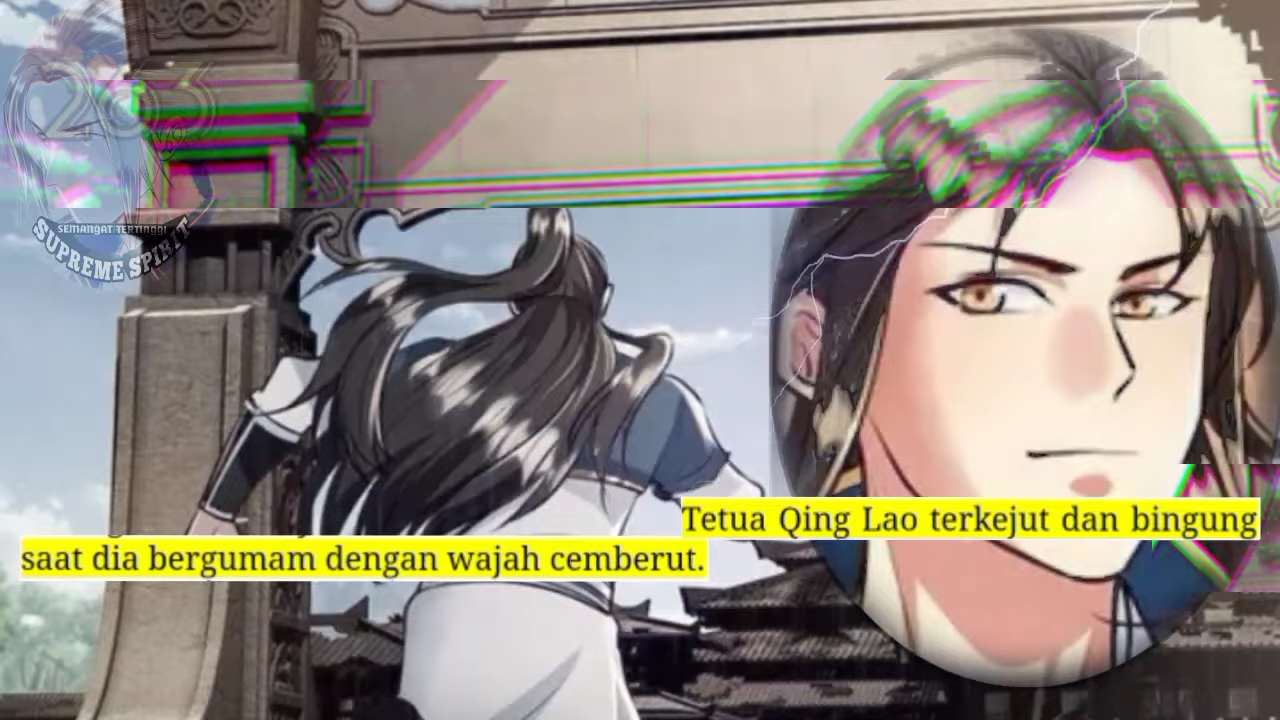 SEMANGAT TERTINGGI
SUPREME SPIRIT
Tetua Qing Lao terkejut dan bingung
saat dia bergumam dengan wajah cemberut.